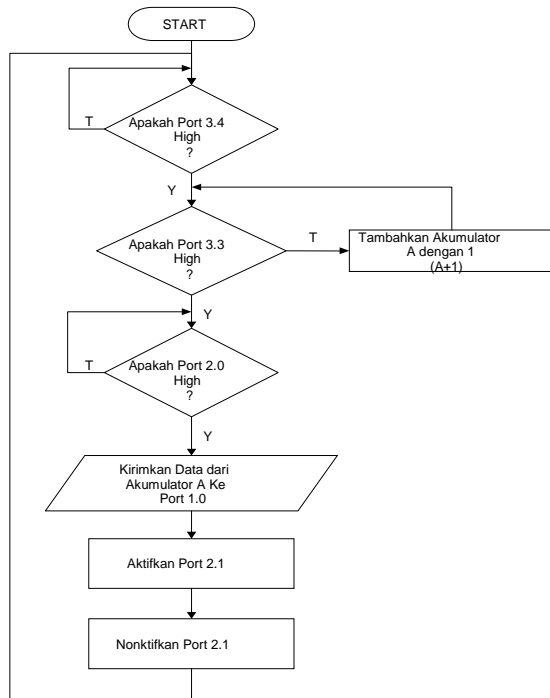 START
Apakah Port 3.4
High
?
T
Y
Apakah Port 3.3
High
?
T
Tambahkan Akumulator
A dengan 1
(A+1)
Y
Apakah Port 2.0
High
?
T
Y
Kirimkan Data dari
Akumulator A Ke
Port 1.0
Aktifkan Port 2.1
Nonktifkan Port 2.1